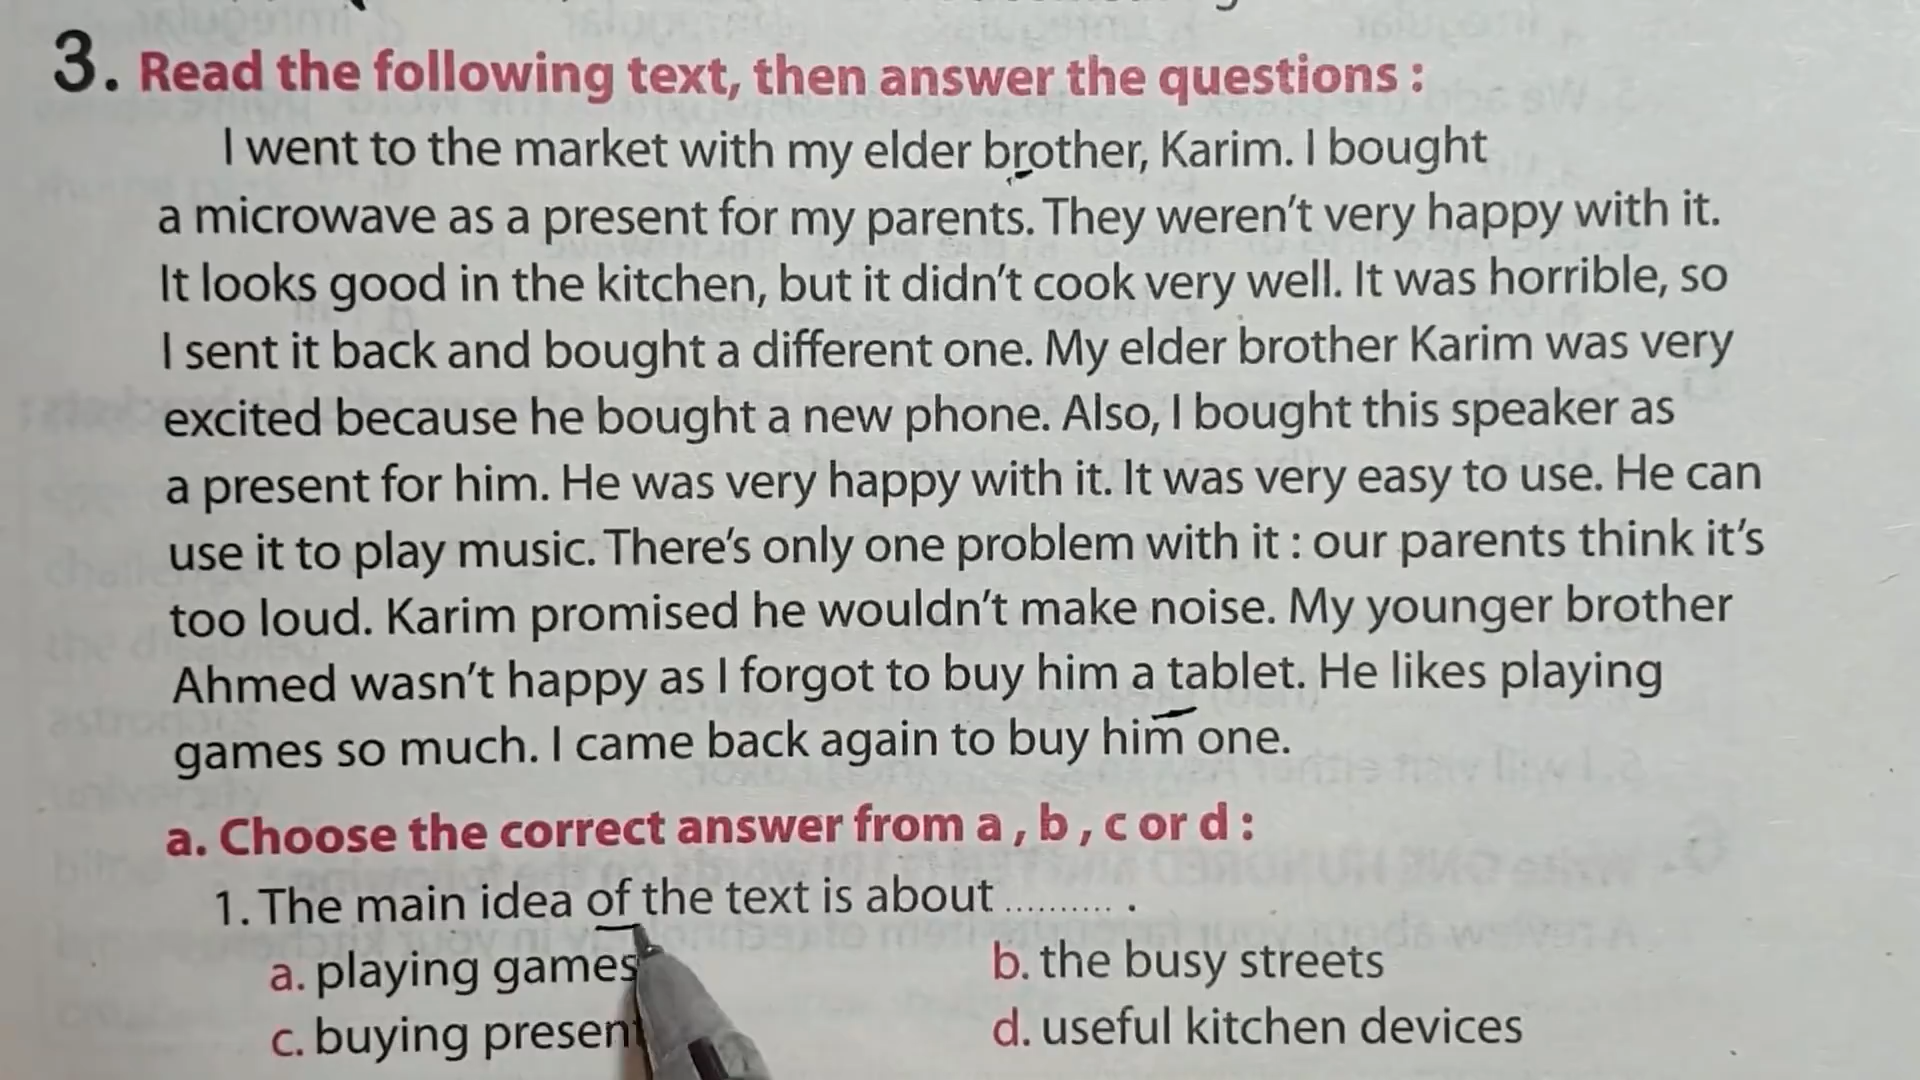 3. Read the following text, then answer the questions :
I went to the market with my elder brother, Karim. I bought
a microwave as a present for my parents. They weren't very happy with it.
It looks good in the kitchen, but it didn't cook very well. It was horrible, so
I sent it back and bought a different one. My elder brother Karim was very
excited because he bought a new phone. Also, I bought this speaker as
a present for him. He was very happy with it. It was very easy to use. He can
use it to play music. There's only one problem with it : our parents think it's
too loud. Karim promised he wouldn't make noise. My younger brother
Ahmed wasn't happy as I forgot to buy him a tablet. He likes playing
games so much. I came back again to buy him one.
a. Choose the correct answer from a , b , c or d :
1. The main idea of the text is about .......... .
a. playing games
b. the busy streets
c. buying present
d. useful kitchen devices